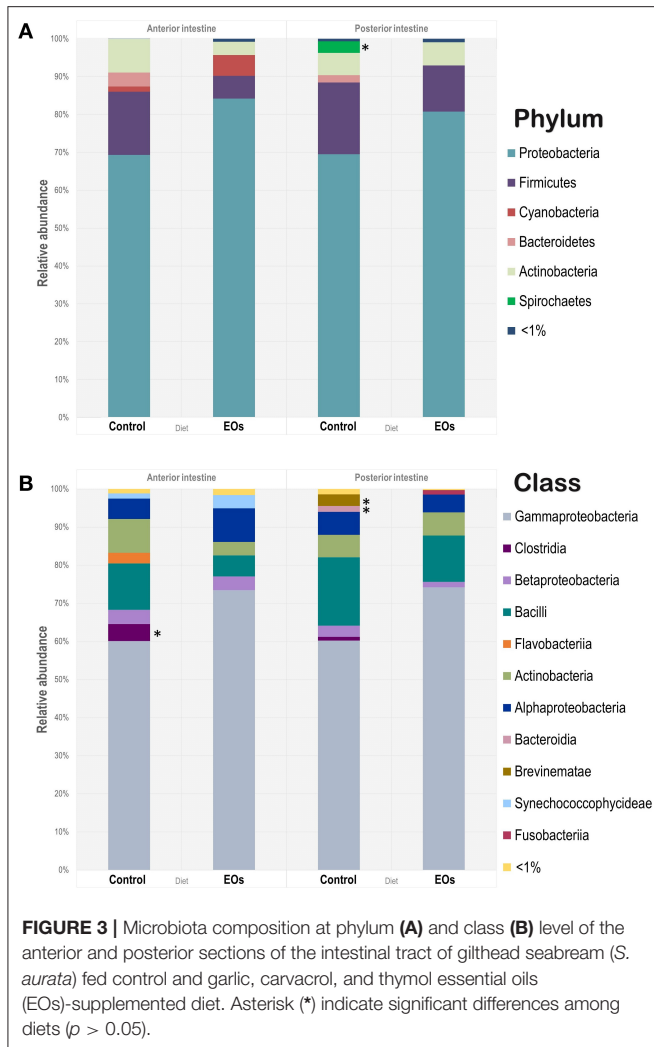 A
Anterior intestine
Posterior intestine
100%
90%
80%
70%
60%
50%
40%
30%
20%
10%
0%
Relative abundance
*
Control
Diet
EOs
Control
Diet
EOs
Phylum
Proteobacteria
Firmicutes
Cyanobacteria
Bacteroidetes
Actinobacteria
Spirochaetes
<1%
B
Anterior intestine
Posterior intestine
100%
90%
80%
70%
60%
50%
40%
30%
20%
10%
0%
Relative abundance
*
*
*
Control
Diet
EOs
Control
Diet
EOs
Class
Gammaproteobacteria
Clostridia
Betaproteobacteria
Bacilli
Flavobacteriia
Actinobacteria
Alphaproteobacteria
Bacteroidia
Brevinematae
Synechococcophycideae
Fusobacteriia
<1%
FIGURE 3 | Microbiota composition at phylum (A) and class (B) level of the
anterior and posterior sections of the intestinal tract of gilthead seabream (S.
aurata) fed control and garlic, carvacrol, and thymol essential oils
(EOs)-supplemented diet. Asterisk (*) indicate significant differences among
diets (p > 0.05).